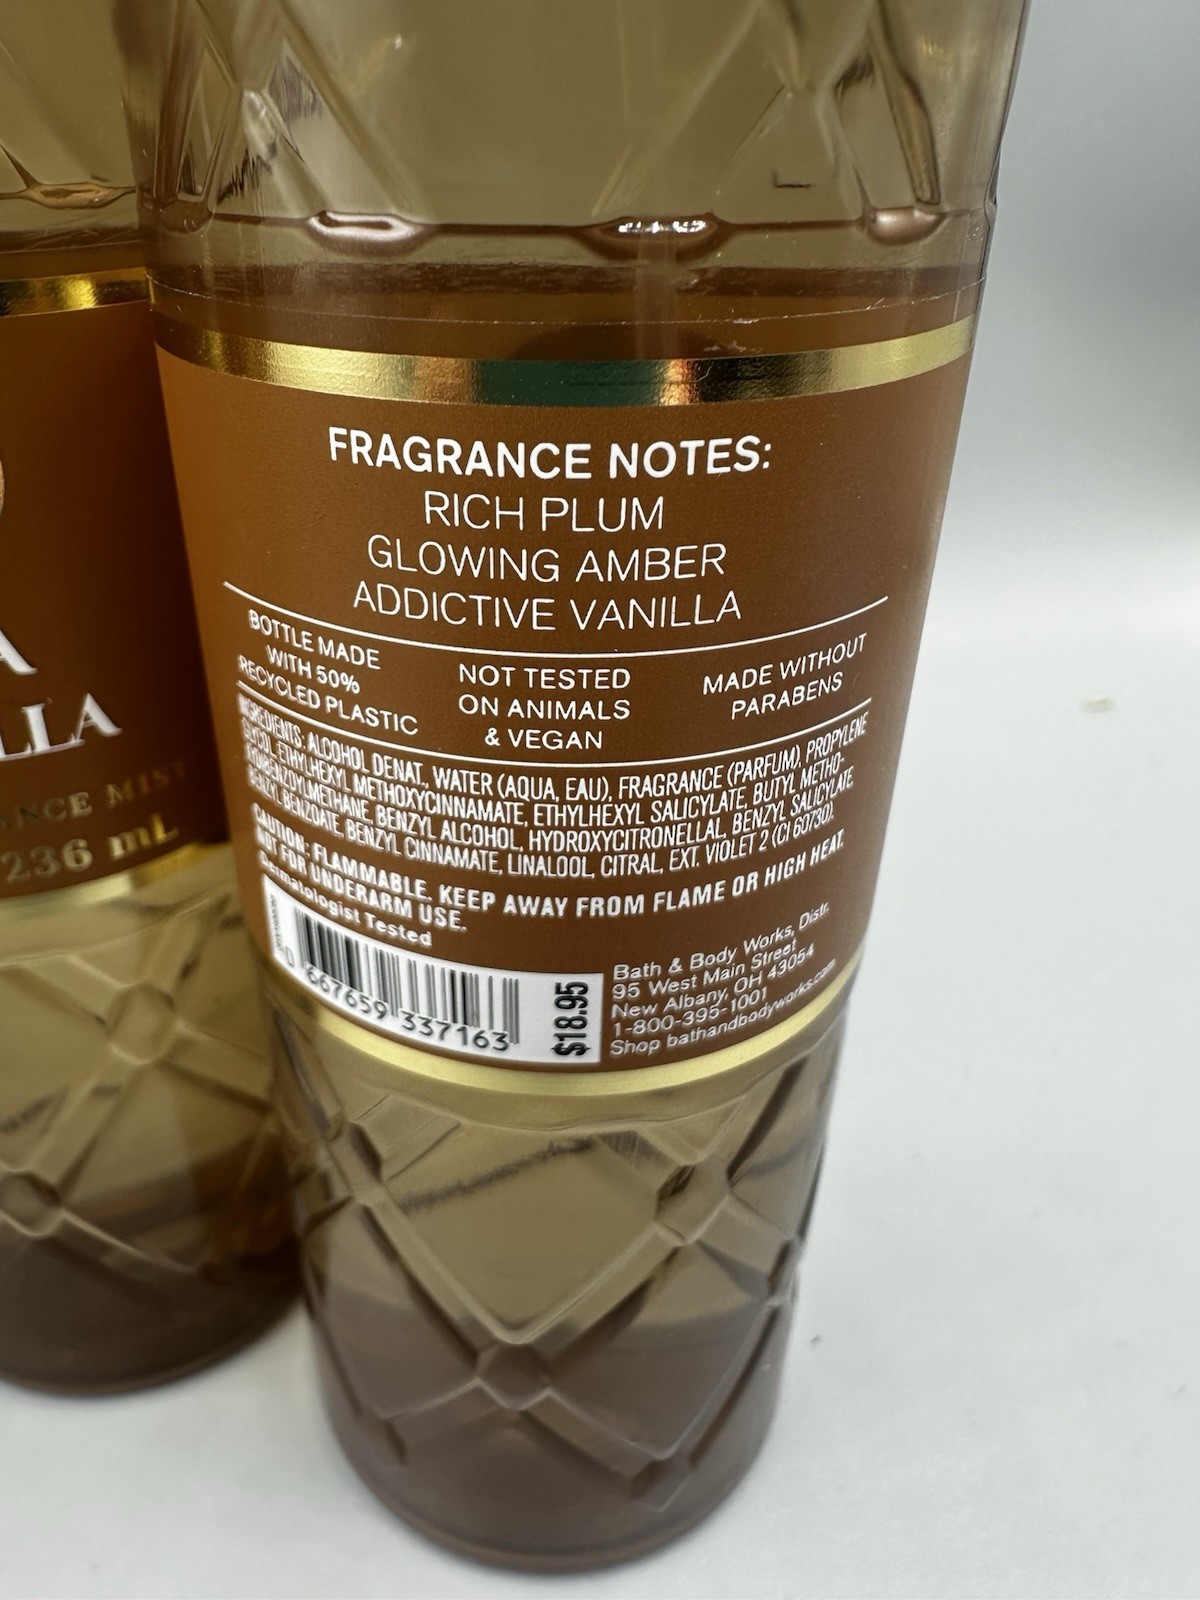 A
LLA
ANCE MIST
236 mL
FRAGRANCE NOTES:
RICH PLUM
GLOWING AMBER
ADDICTIVE VANILLA
BOTTLE MADE
WITH 50%
RECYCLED PLASTIC
NOT TESTED
ON ANIMALS
& VEGAN
MADE WITHOUT
PARABENS
INGREDIENTS: ALCOHOL DENAT., WATER (AQUA, EAU), FRAGRANCE (PARFUM), PROPYLENE
GLYCOL, ETHYLHEXYL METHOXYCINNAMATE, ETHYLHEXYL SALICYLATE, BUTYL METHO-
XYDIBENZOYLMETHANE, BENZYL ALCOHOL, HYDROXYCITRONELLAL, BENZYL SALICYLATE,
BENZYL BENZOATE, BENZYL CINNAMATE, LINALOOL, CITRAL, EXT. VIOLET 2 (CI 60730).
CAUTION: FLAMMABLE. KEEP AWAY FROM FLAME OR HIGH HEAT.
NOT FOR UNDERARM USE.
Dermatologist Tested
0 667659 337163
$18.95
Bath & Body Works, Distr.
95 West Main Street
New Albany, OH 43054
1-800-395-1001
Shop bathandbodyworks.com